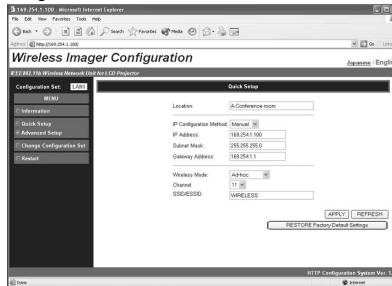 169.254.1.100 - Microsoft Internet Explorer
File Edit View Favorites Tools Help
Back Search Favorites Media
Address http://169.254.1.100/ Go Links
Wireless Imager Configuration
Japanese / Engli
IEEE 802.11b Wireless Network Unit for LCD Projector
Configuration Set: LAN1
MENU
Information
Quick Setup
Advanced Setup
Change Configuration Set
Restart
Quick Setup
Location: A Conference room
IP Configuration Method: Manual
IP Address: 169.254.1.100
Subnet Mask: 255.255.255.0
Gateway Address: 169.254.1.1
Wireless Mode: AdHoc
Channel: 11
SSID/ESSID: WIRELESS
APPLY REFRESH
RESTORE Factory Default Settings
HTTP Configuration System Ver. 1.
Done Internet